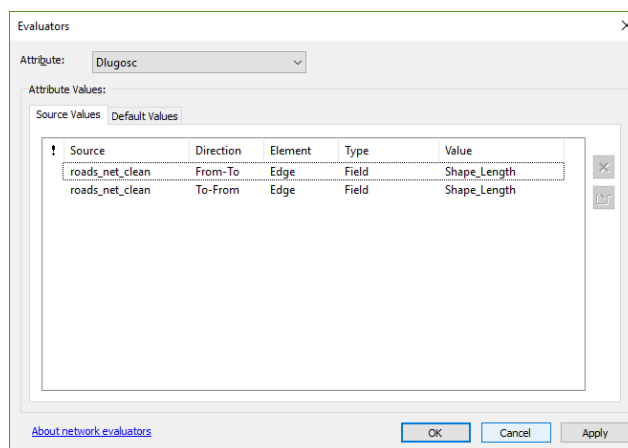 Evaluators
Attribute: Dlugosc
Attribute Values:
Source Values Default Values
! Source Direction Element Type Value
roads_net_clean From-To Edge Field Shape_Length
roads_net_clean To-From Edge Field Shape_Length
About network evaluators OK Cancel Apply